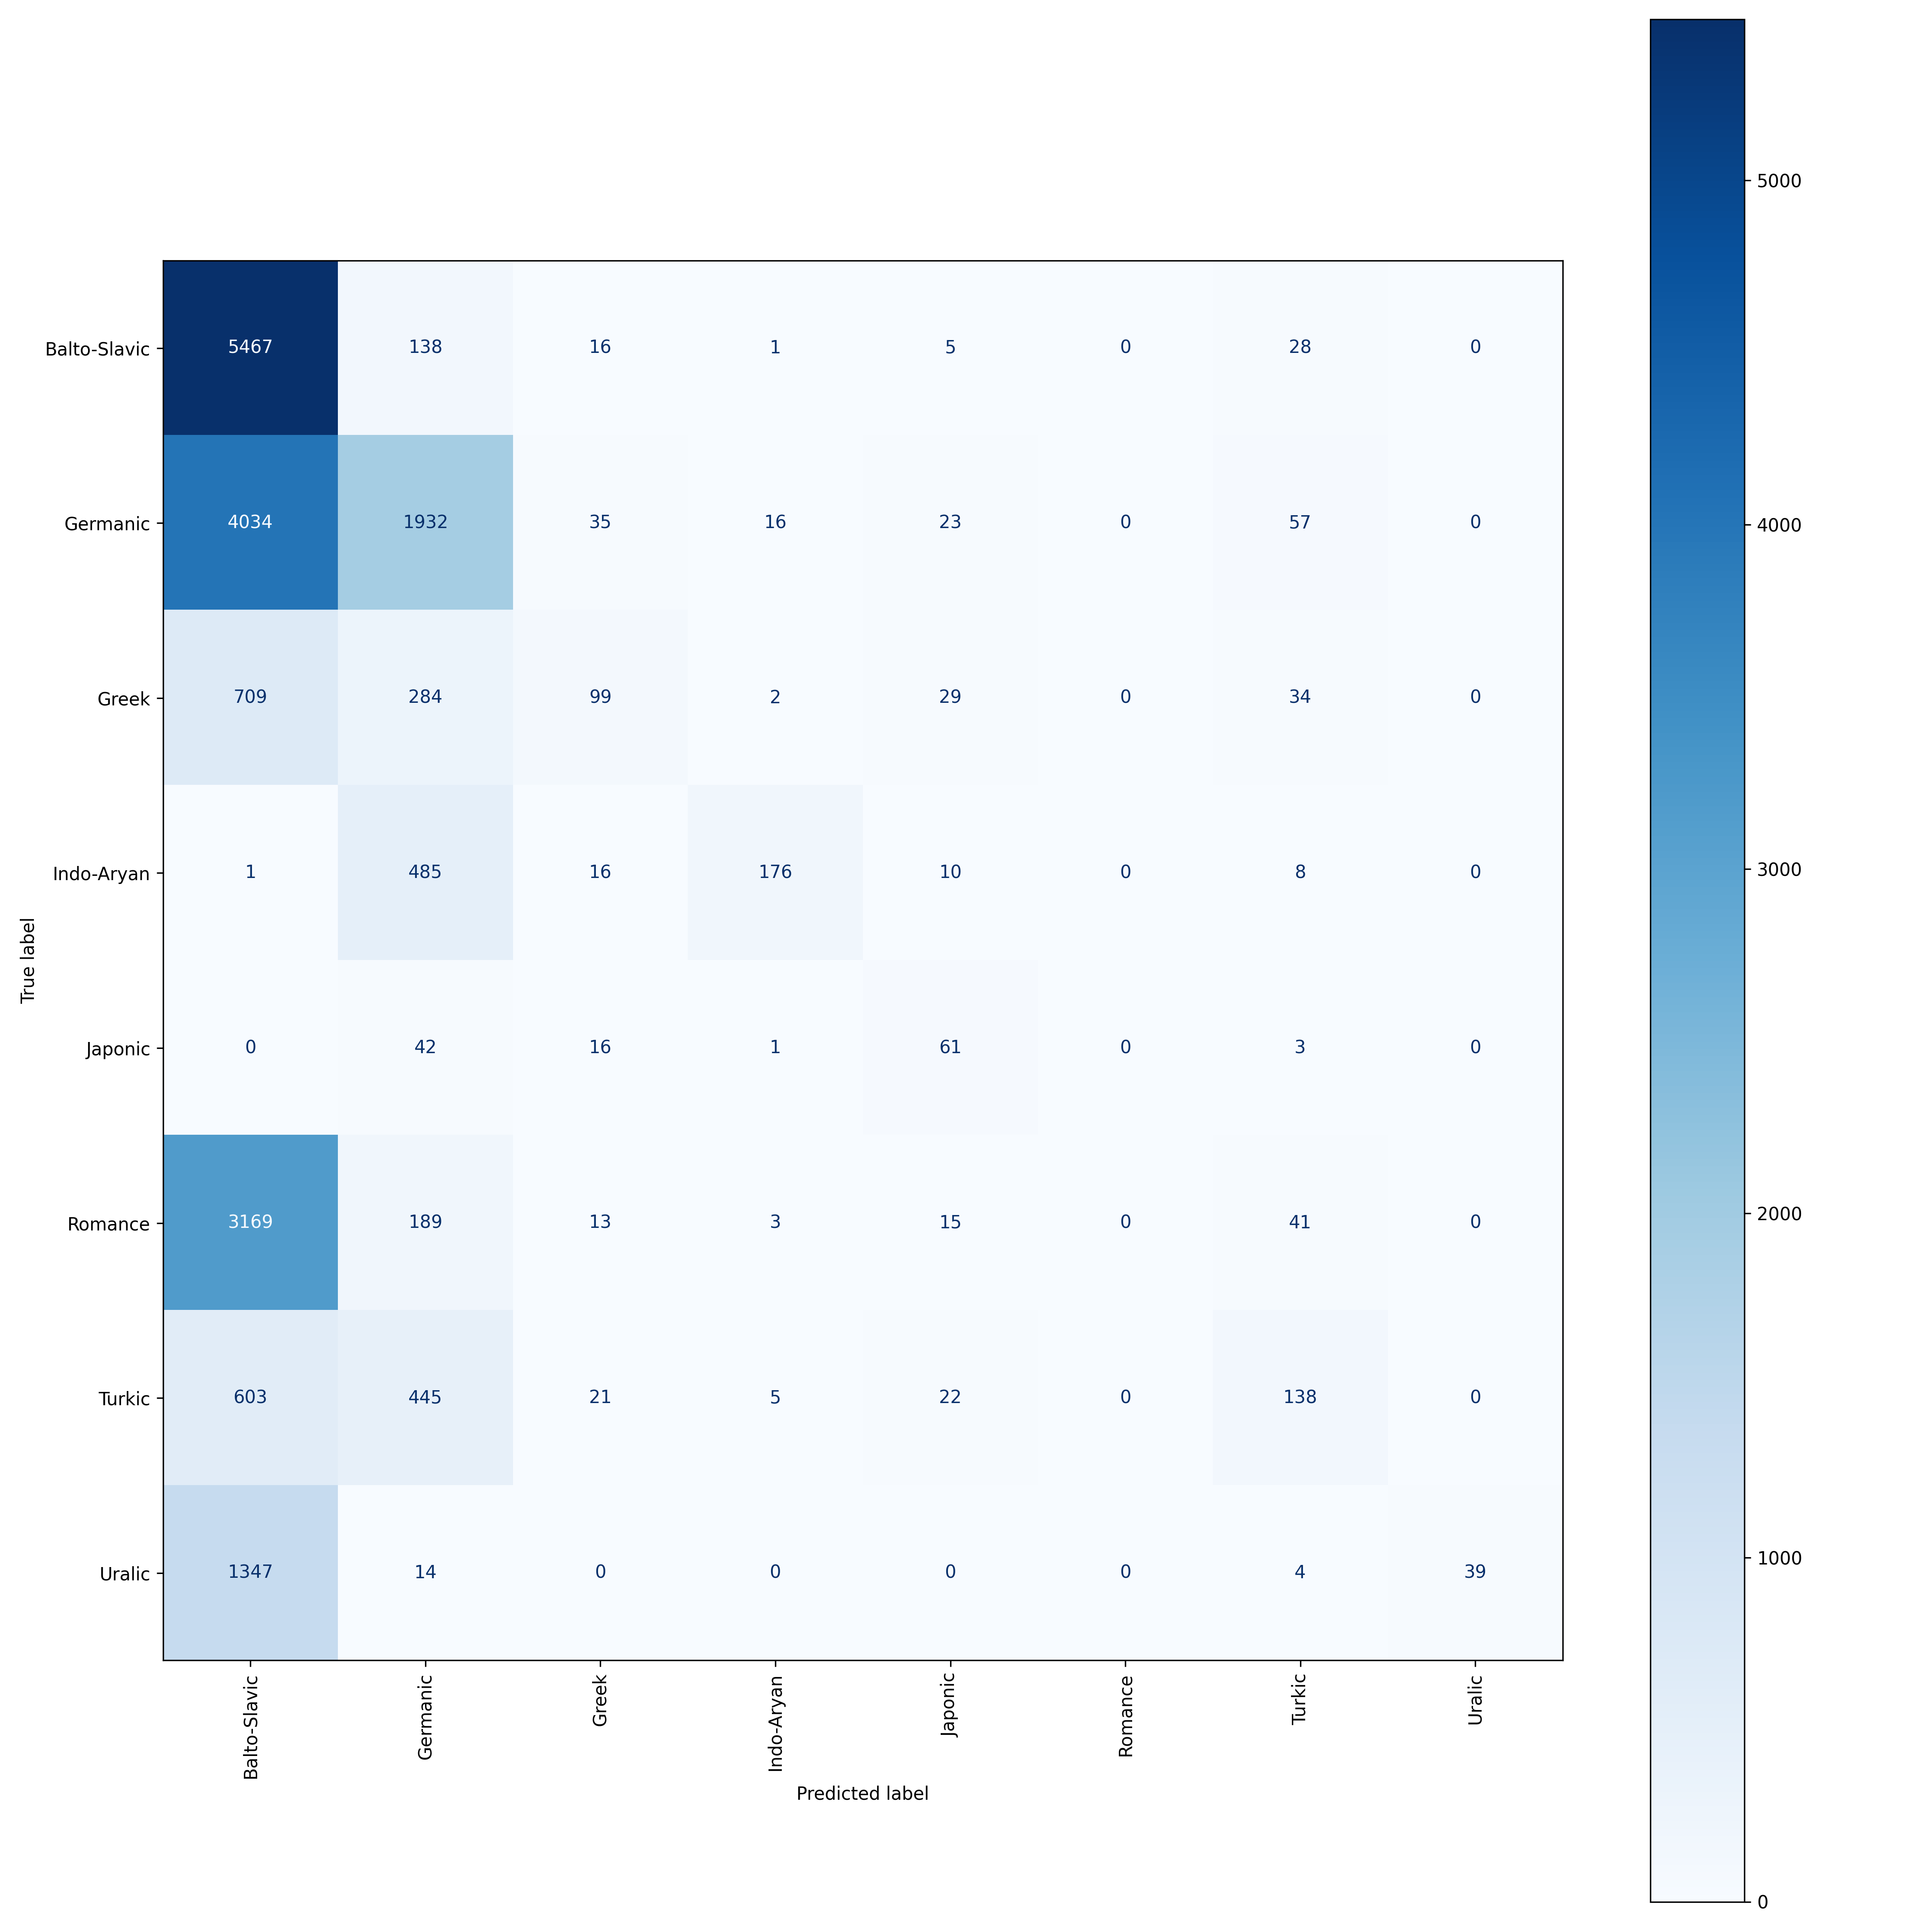 5000
4000
3000
2000
1000
0
True label
Balto-Slavic 5467 138 16 1 5 0 28 0
Germanic 4034 1932 35 16 23 0 57 0
Greek 709 284 99 2 29 0 34 0
Indo-Aryan 1 485 16 176 10 0 8 0
Japonic 0 42 16 1 61 0 3 0
Romance 3169 189 13 3 15 0 41 0
Turkic 603 445 21 5 22 0 138 0
Uralic 1347 14 0 0 0 0 4 39
Balto-Slavic Germanic Greek Indo-Aryan Japonic Romance Turkic Uralic
Predicted label